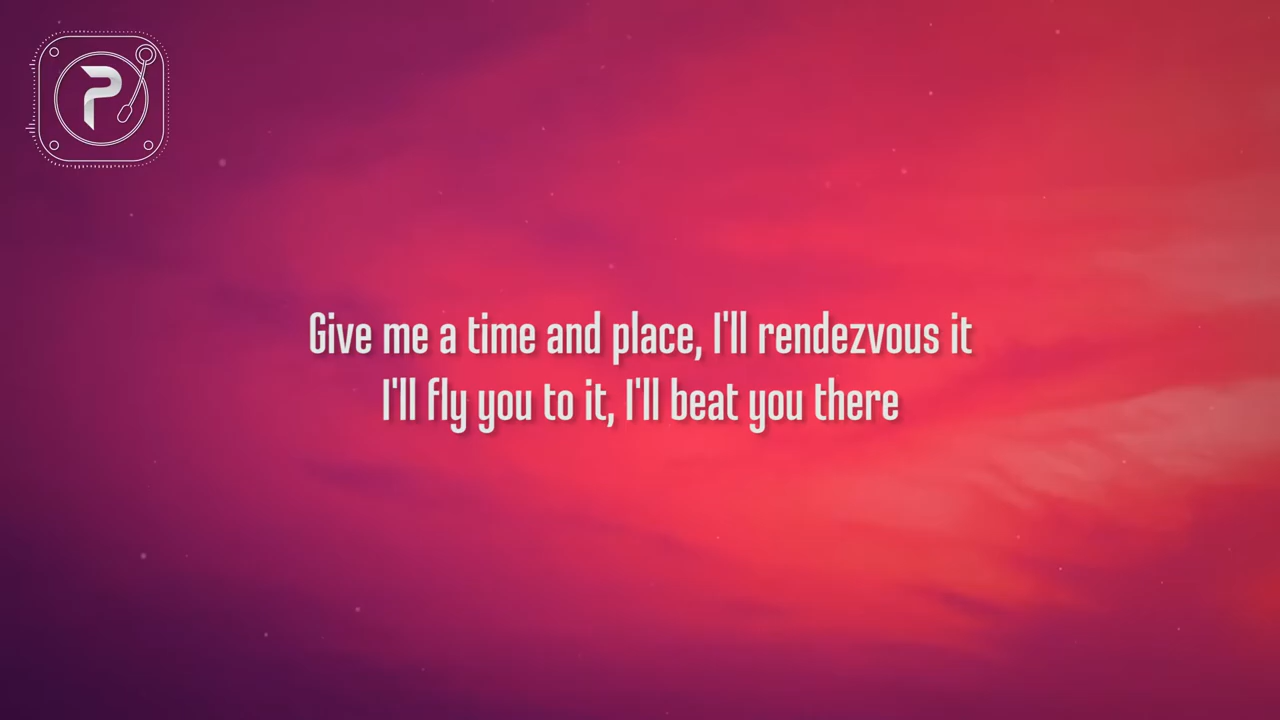 P
Give me a time and place, I'll rendezvous it
I'll fly you to it, I'll beat you there